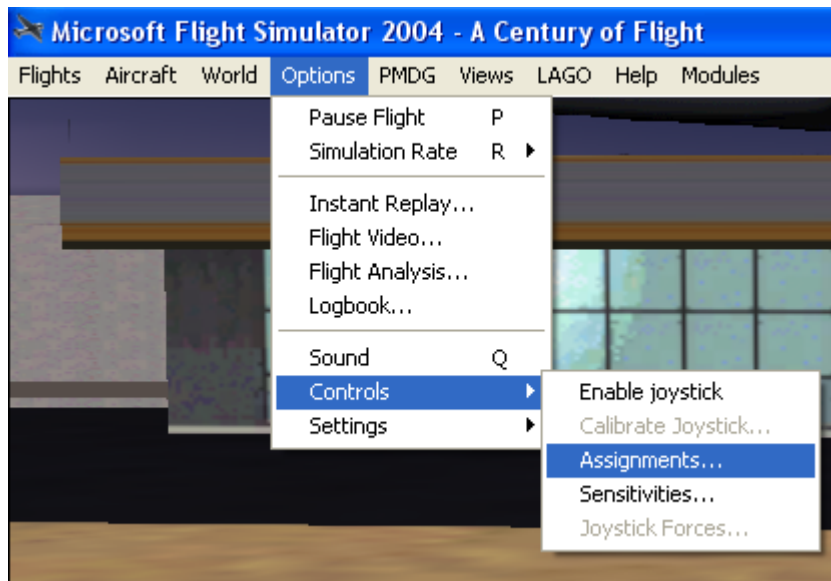 Microsoft Flight Simulator 2004 - A Century of Flight
Flights Aircraft World Options PMDG Views LAGO Help Modules
Pause Flight P
Simulation Rate R
Instant Replay...
Flight Video...
Flight Analysis...
Logbook...
Sound Q
Controls
Settings
Enable joystick
Calibrate Joystick...
Assignments...
Sensitivities...
Joystick Forces...